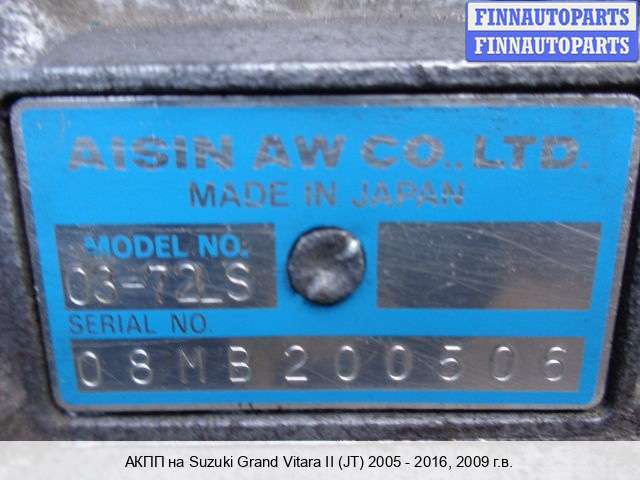 FINNAUTOPARTS
FINNAUTOPARTS
AISIN AW CO., LTD.
MADE IN JAPAN
MODEL NO.
03-72LS
SERIAL NO.
08MB200506
АКПП на Suzuki Grand Vitara II (JT) 2005 - 2016, 2009 г.в.